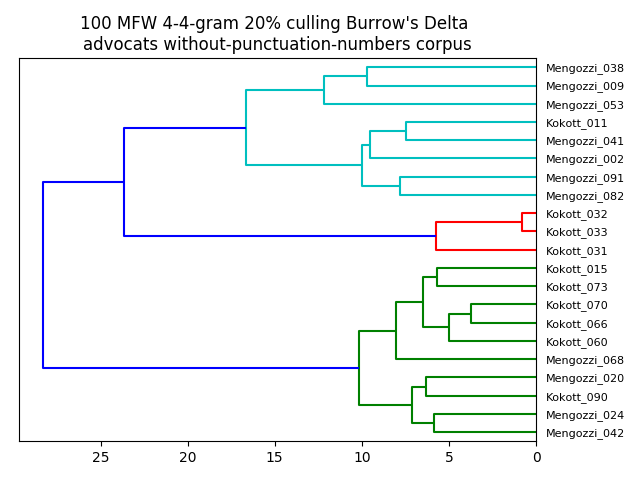 100 MFW 4-4-gram 20% culling Burrow's Delta
advocats without-punctuation-numbers corpus
Mengozzi_038
Mengozzi_009
Mengozzi_053
Kokott_011
Mengozzi_041
Mengozzi_002
Mengozzi_091
Mengozzi_082
Kokott_032
Kokott_033
Kokott_031
Kokott_015
Kokott_073
Kokott_070
Kokott_066
Kokott_060
Mengozzi_068
Mengozzi_020
Kokott_090
Mengozzi_024
Mengozzi_042
25 20 15 10 5 0